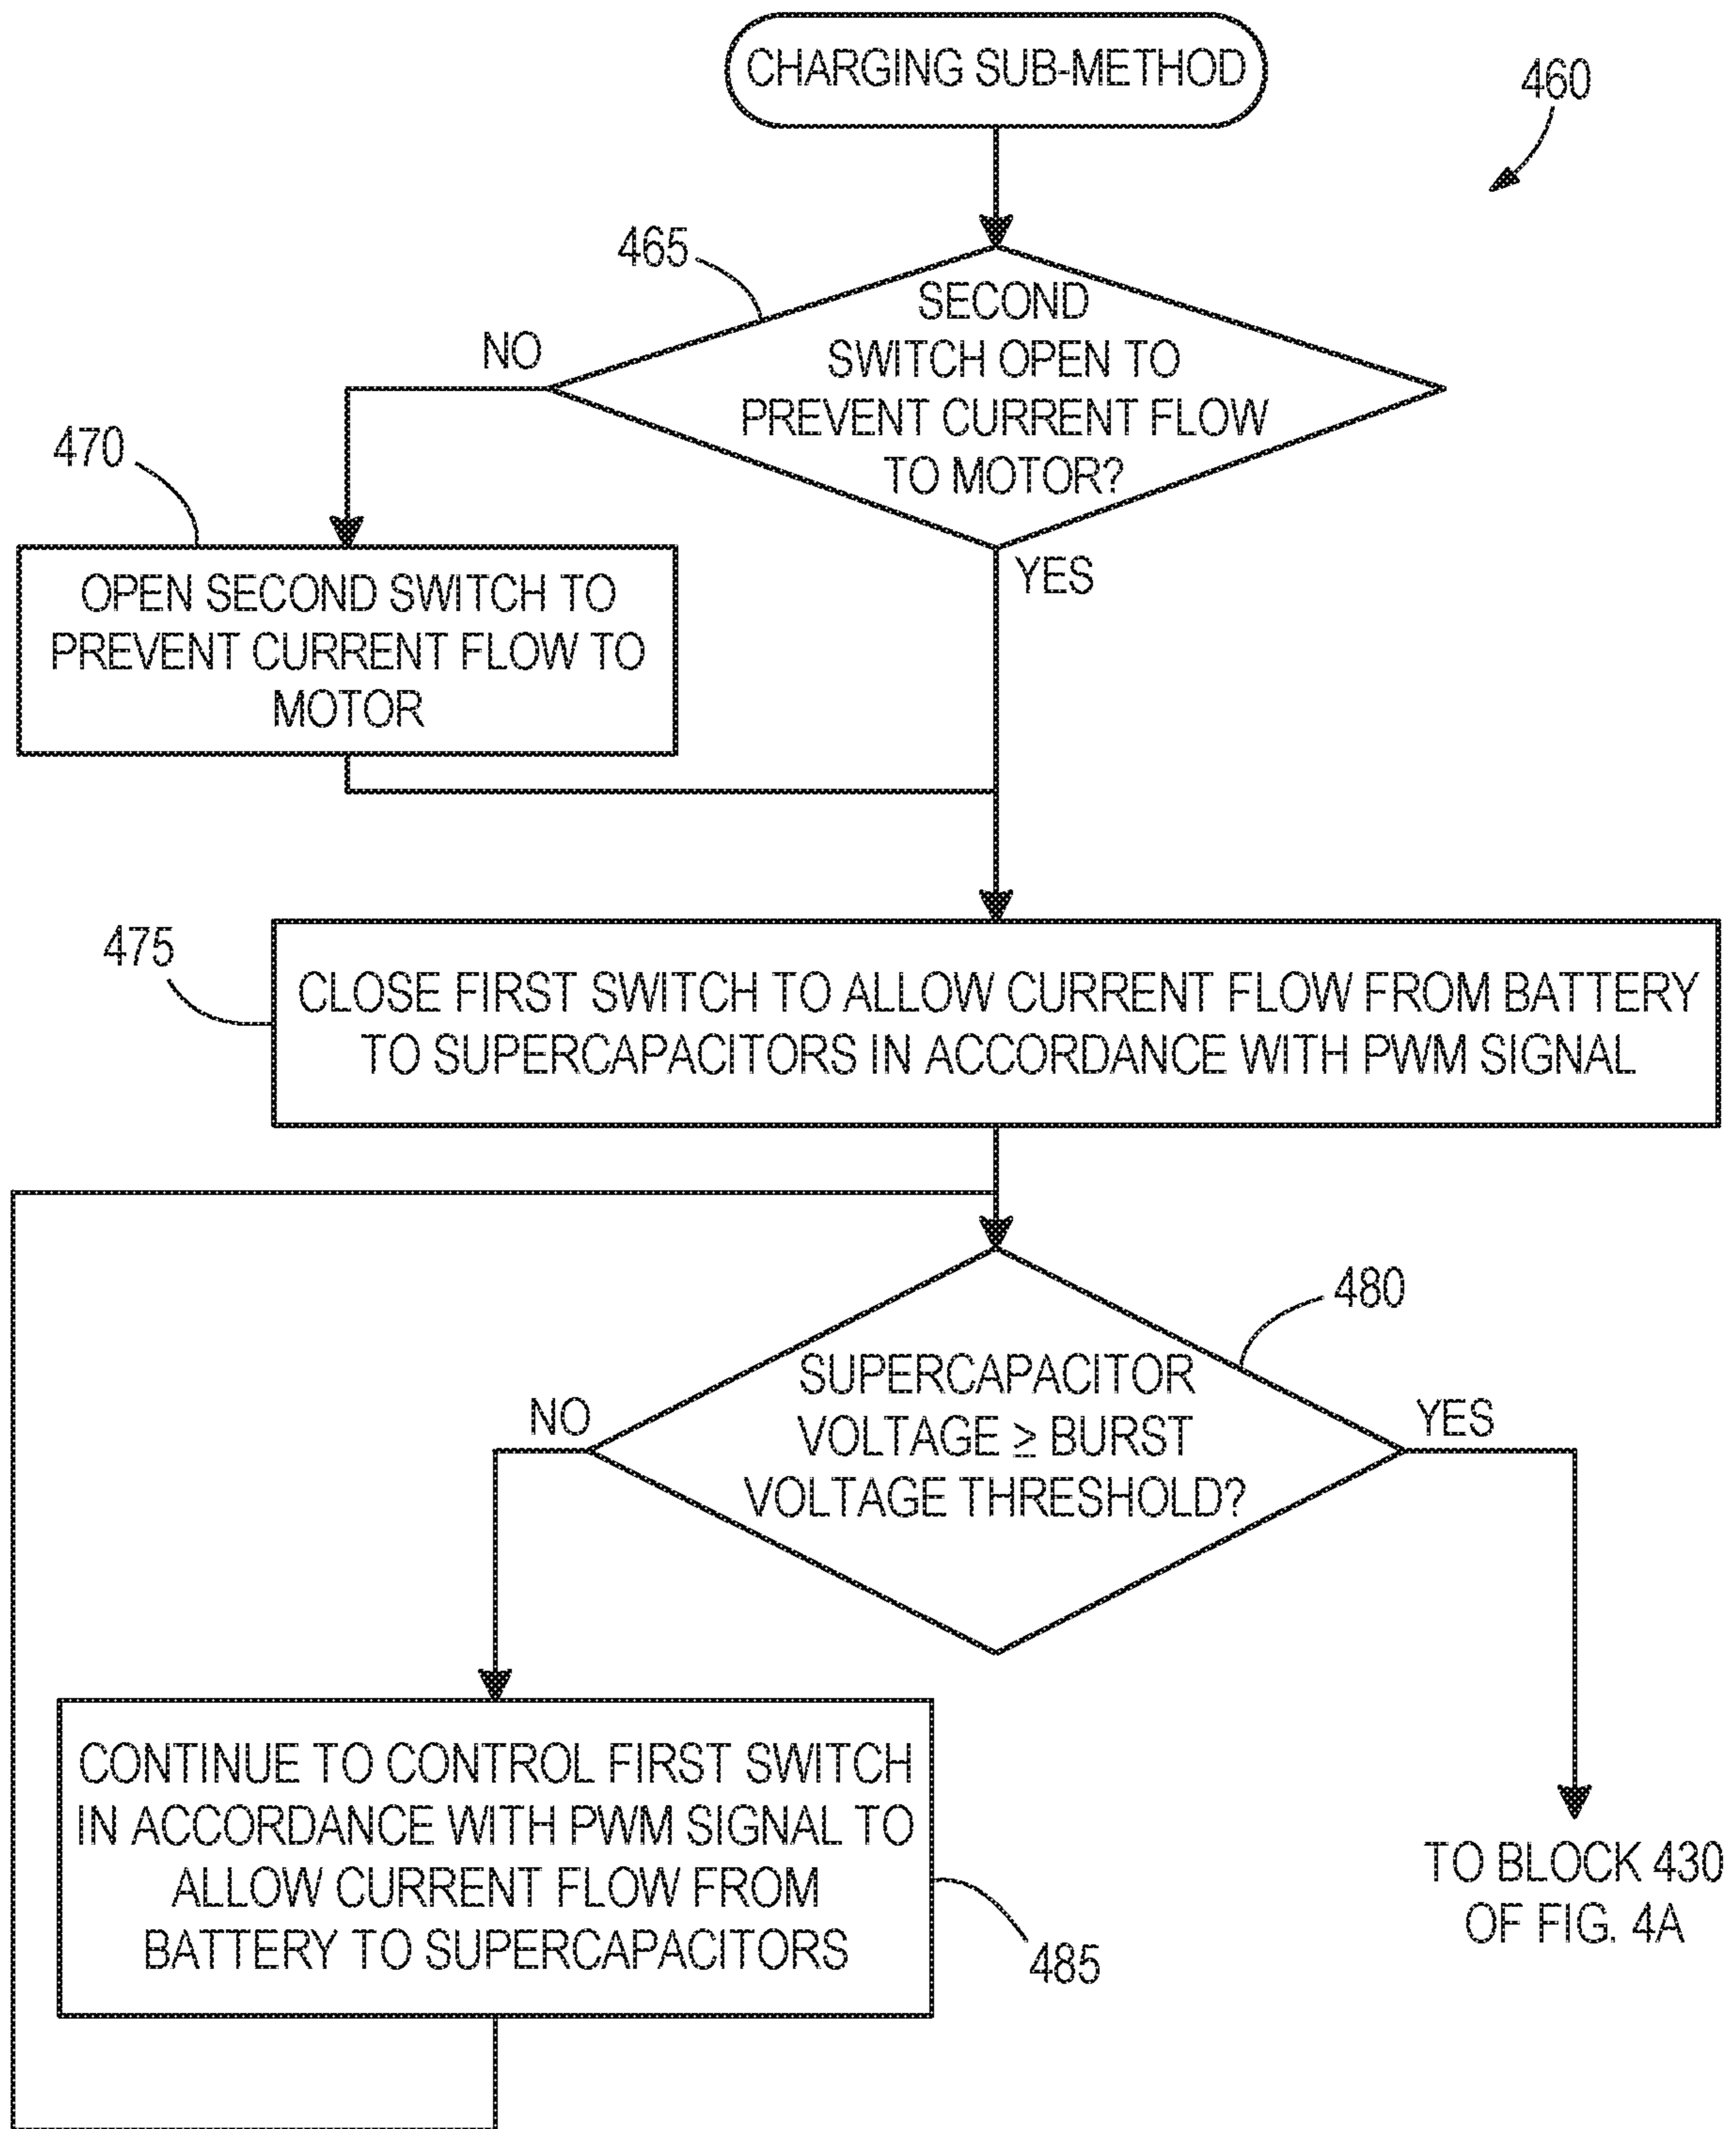 CHARGING SUB-METHOD
460
465
SECOND
SWITCH OPEN TO
PREVENT CURRENT FLOW
TO MOTOR?
NO
YES
470
OPEN SECOND SWITCH TO
PREVENT CURRENT FLOW TO
MOTOR
475
CLOSE FIRST SWITCH TO ALLOW CURRENT FLOW FROM BATTERY
TO SUPERCAPACITORS IN ACCORDANCE WITH PWM SIGNAL
480
SUPERCAPACITOR
VOLTAGE ≥ BURST
VOLTAGE THRESHOLD?
NO
YES
CONTINUE TO CONTROL FIRST SWITCH
IN ACCORDANCE WITH PWM SIGNAL TO
ALLOW CURRENT FLOW FROM
BATTERY TO SUPERCAPACITORS
485
TO BLOCK 430
OF FIG. 4A